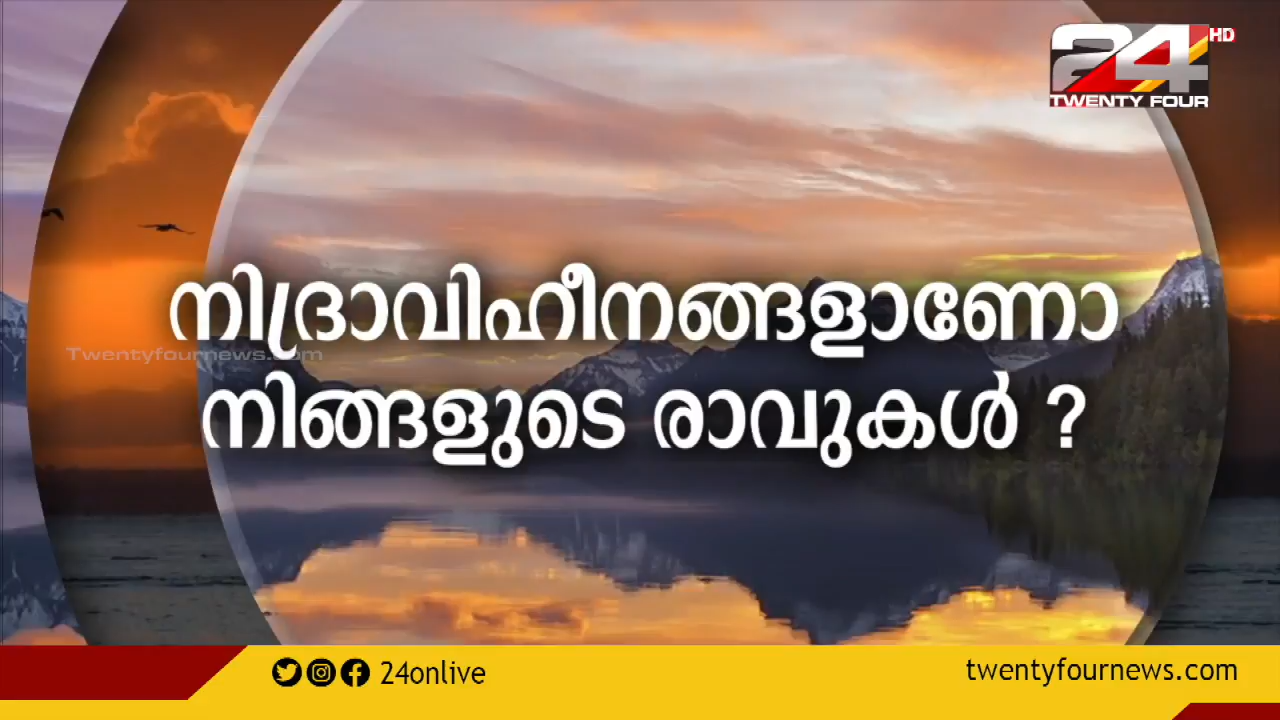 24 HD
TWENTY FOUR
നിദ്രാവിഹീനങ്ങളാണോ
Twentyfournews.com
നിങ്ങളുടെ രാവുകൾ ?
24onlive
twentyfournews.com